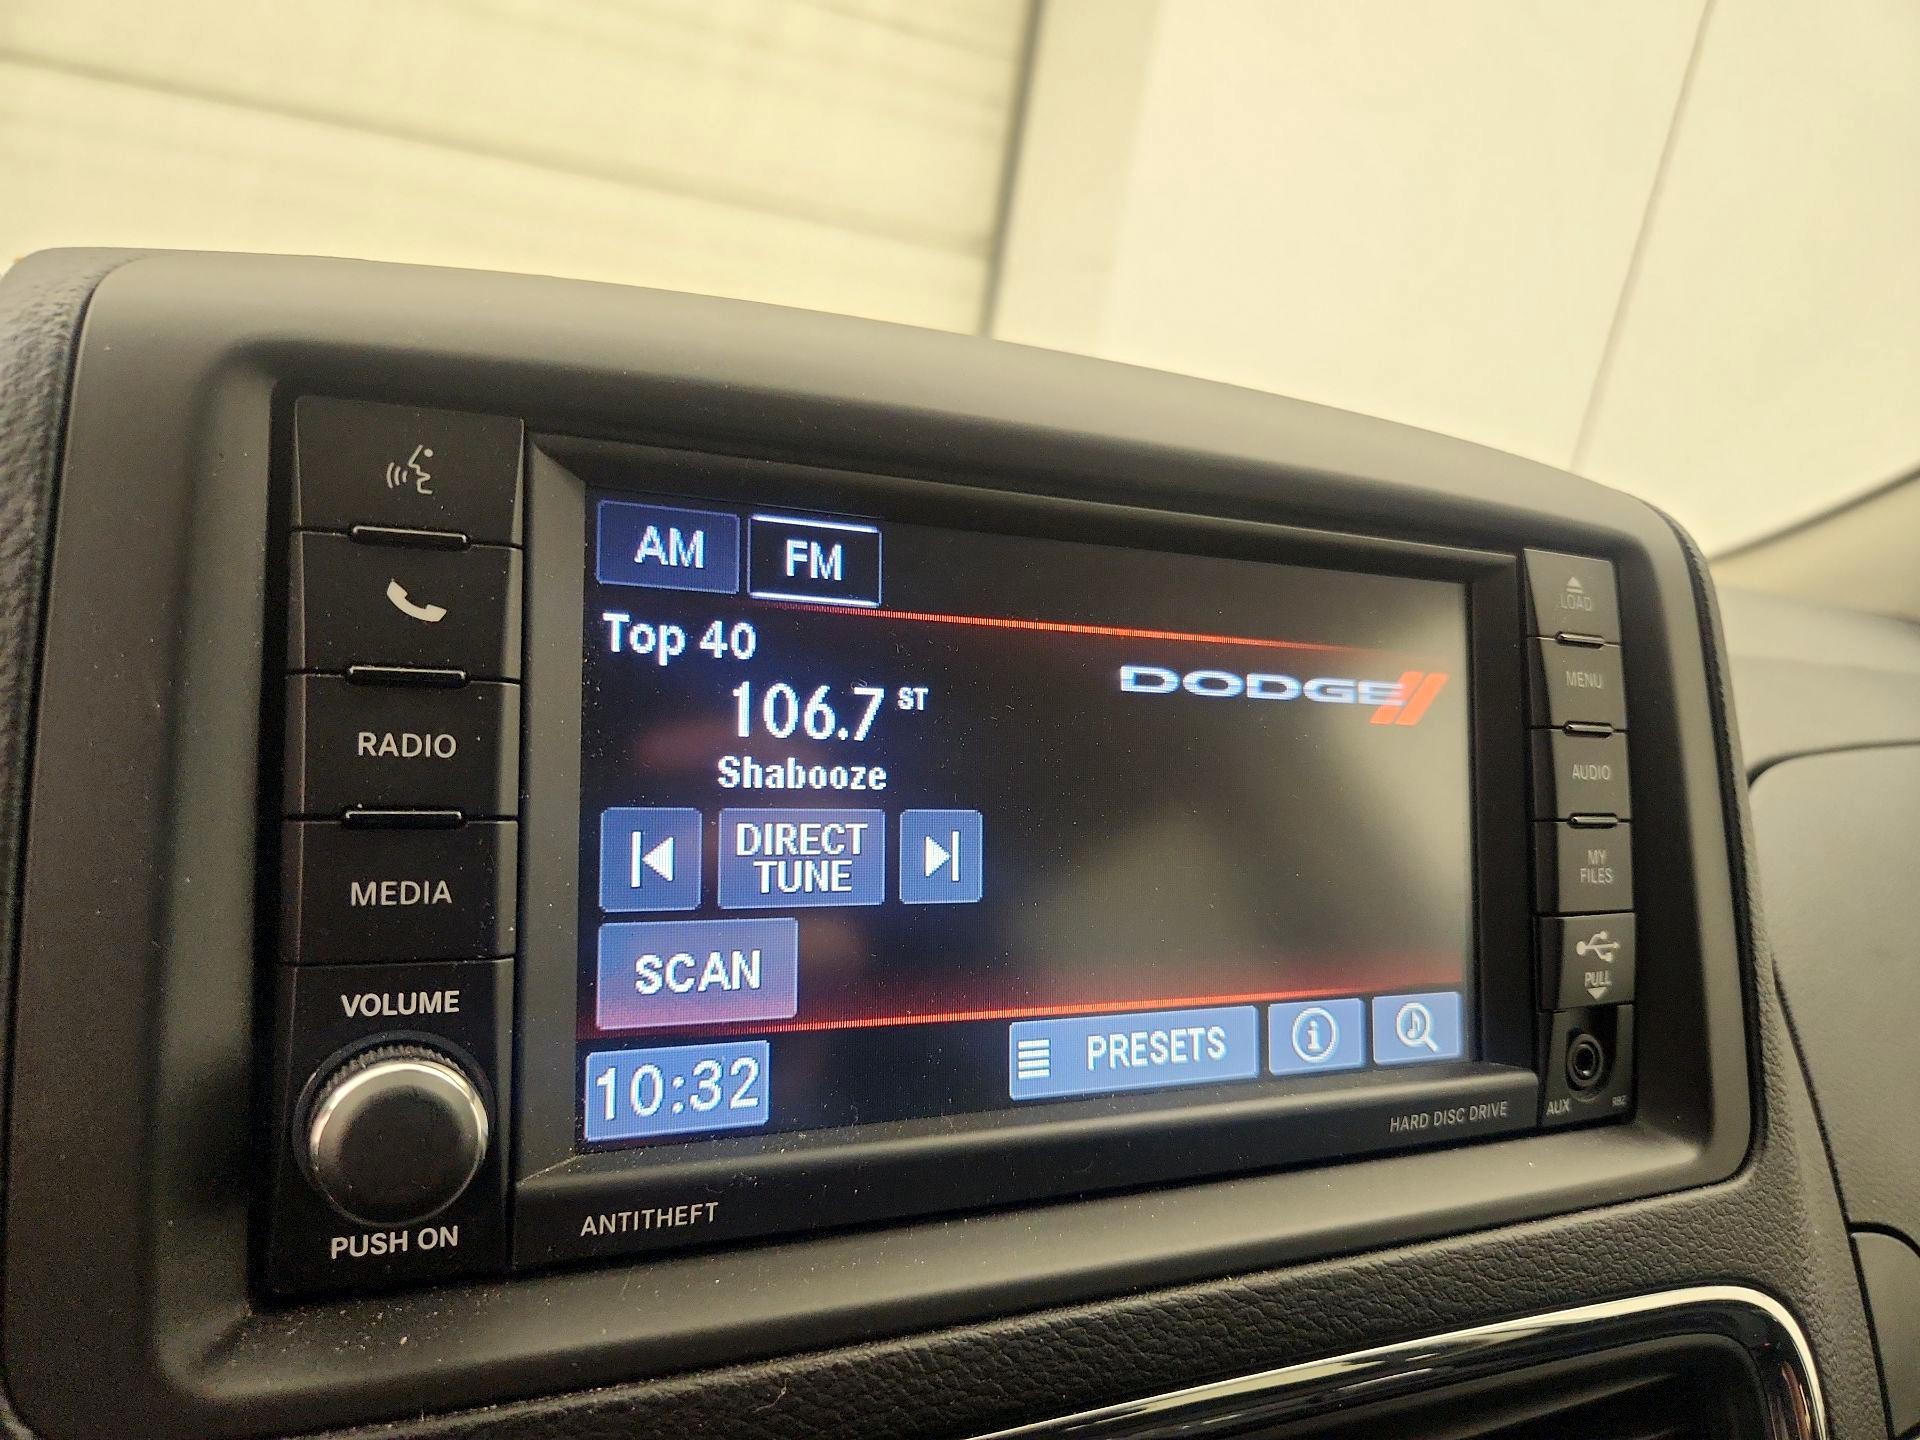 AM
FM
Top 40
106.7 ST
Shabooze
DIRECT
TUNE
SCAN
10:32
PRESETS
DODGE
RADIO
MEDIA
VOLUME
PUSH ON
ANTITHEFT
HARD DISC DRIVE
LOAD
MENU
AUDIO
MY
FILES
PULL
AUX
RBZ